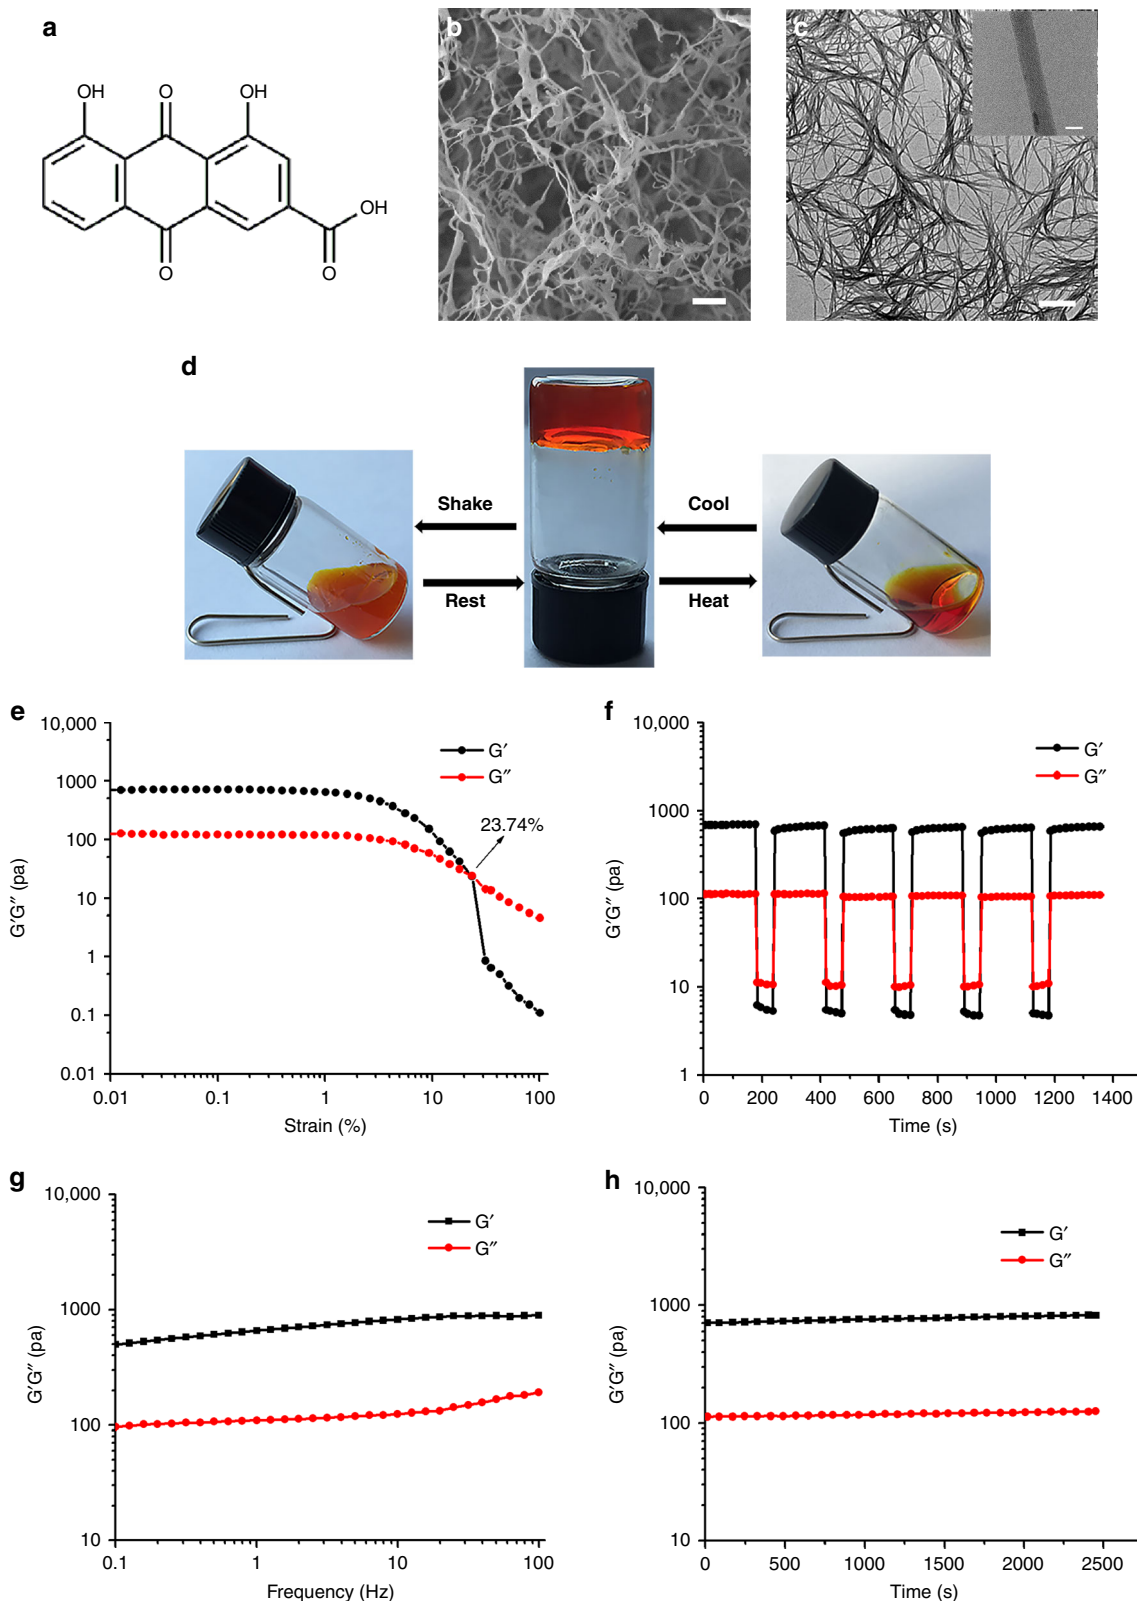 a
b
c
OH
O
OH
OH
O
O
d
Shake
Rest
Cool
Heat
e
10,000
1000
100
10
1
0.1
0.01
G′G″ (pa)
G′
G″
23.74%
0.01
0.1
1
10
100
Strain (%)
f
10,000
1000
100
10
1
G′G″ (pa)
G′
G″
0
200
400
600
800
1000
1200
1400
Time (s)
g
10,000
1000
100
10
G′G″ (pa)
G′
G″
0.1
1
10
100
Frequency (Hz)
h
10,000
1000
100
10
G′G″ (pa)
G′
G″
0
500
1000
1500
2000
2500
Time (s)